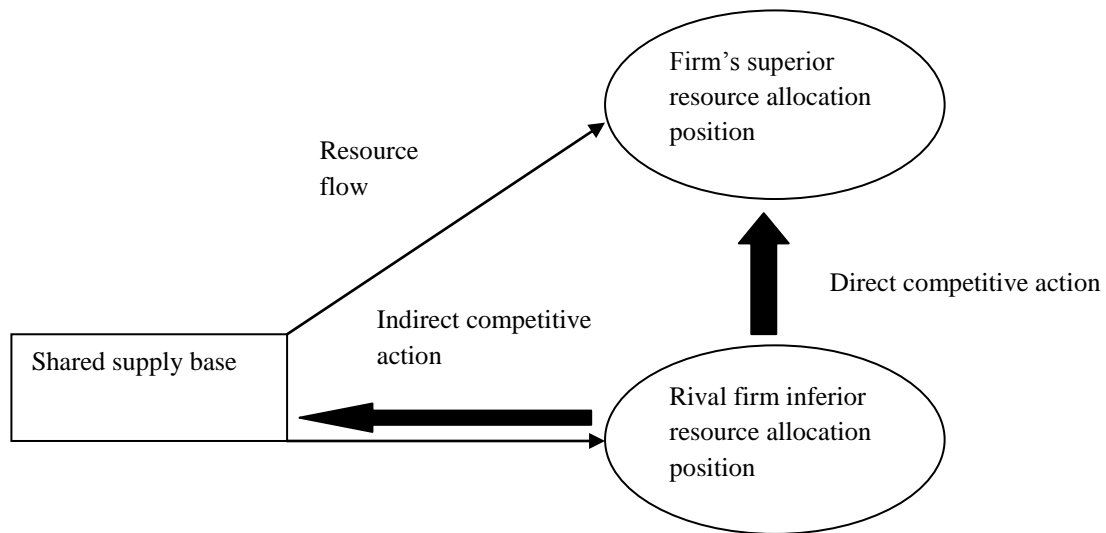 Firm’s superior
resource allocation
position
Resource
flow
Direct competitive action
Indirect competitive
action
Shared supply base
Rival firm inferior
resource allocation
position